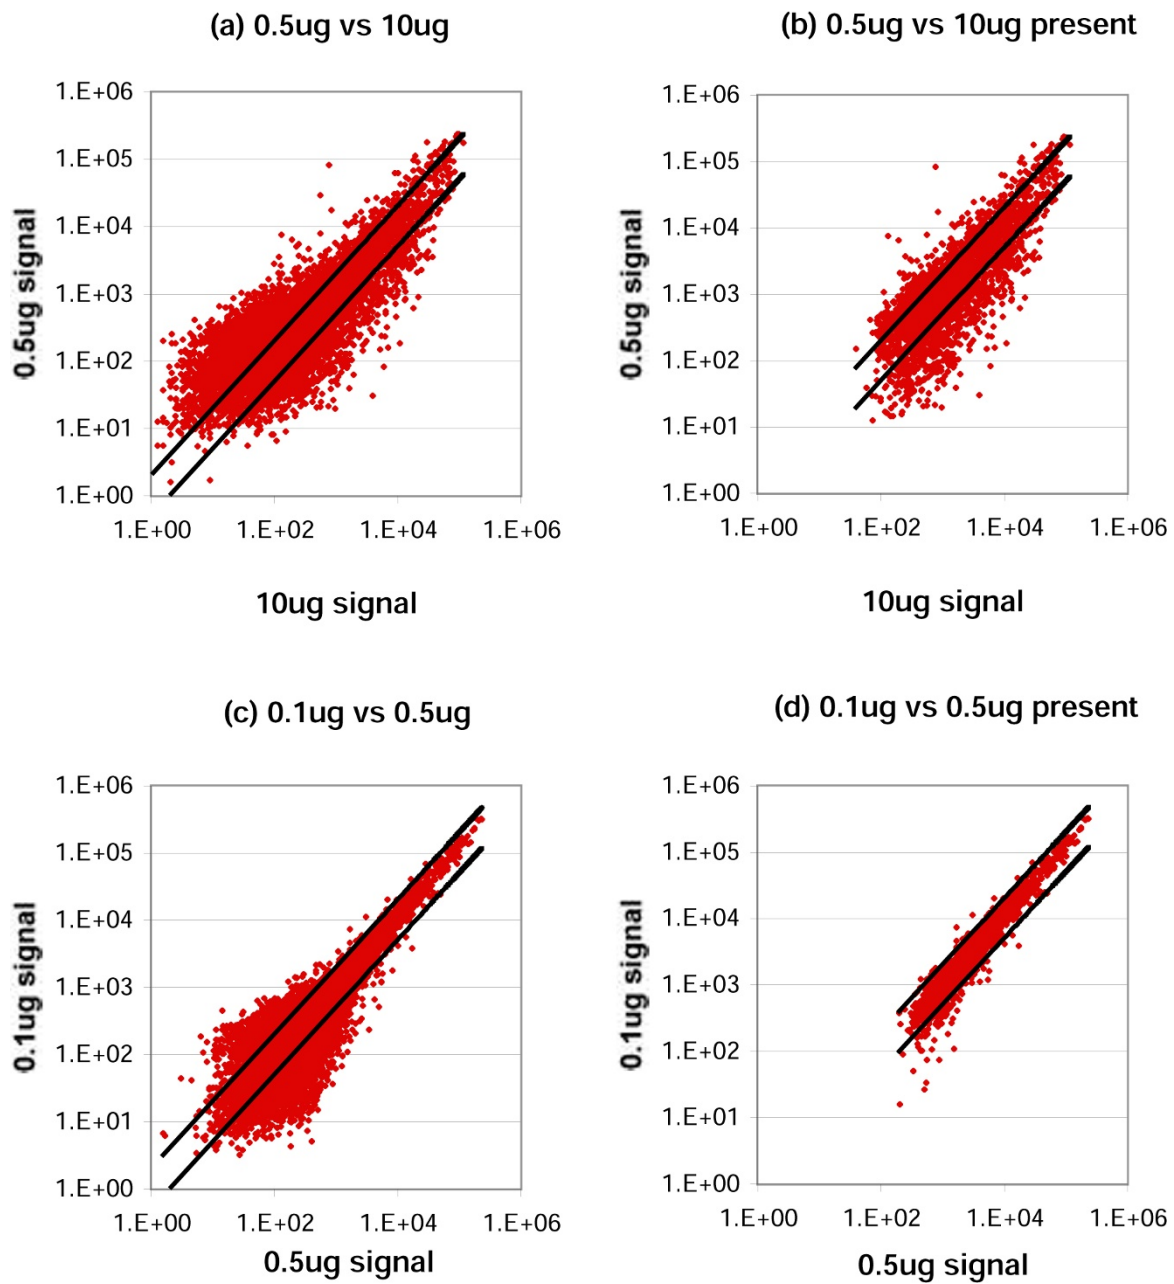 (a) 0.5ug vs 10ug
1.E+06
1.E+05
1.E+04
1.E+03
1.E+02
1.E+01
1.E+00
0.5ug signal
1.E+00 1.E+02 1.E+04 1.E+06
10ug signal
(b) 0.5ug vs 10ug present
1.E+06
1.E+05
1.E+04
1.E+03
1.E+02
1.E+01
1.E+00
0.5ug signal
1.E+00 1.E+02 1.E+04 1.E+06
10ug signal
(c) 0.1ug vs 0.5ug
1.E+06
1.E+05
1.E+04
1.E+03
1.E+02
1.E+01
1.E+00
0.1ug signal
1.E+00 1.E+02 1.E+04 1.E+06
0.5ug signal
(d) 0.1ug vs 0.5ug present
1.E+06
1.E+05
1.E+04
1.E+03
1.E+02
1.E+01
1.E+00
0.1ug signal
1.E+00 1.E+02 1.E+04 1.E+06
0.5ug signal